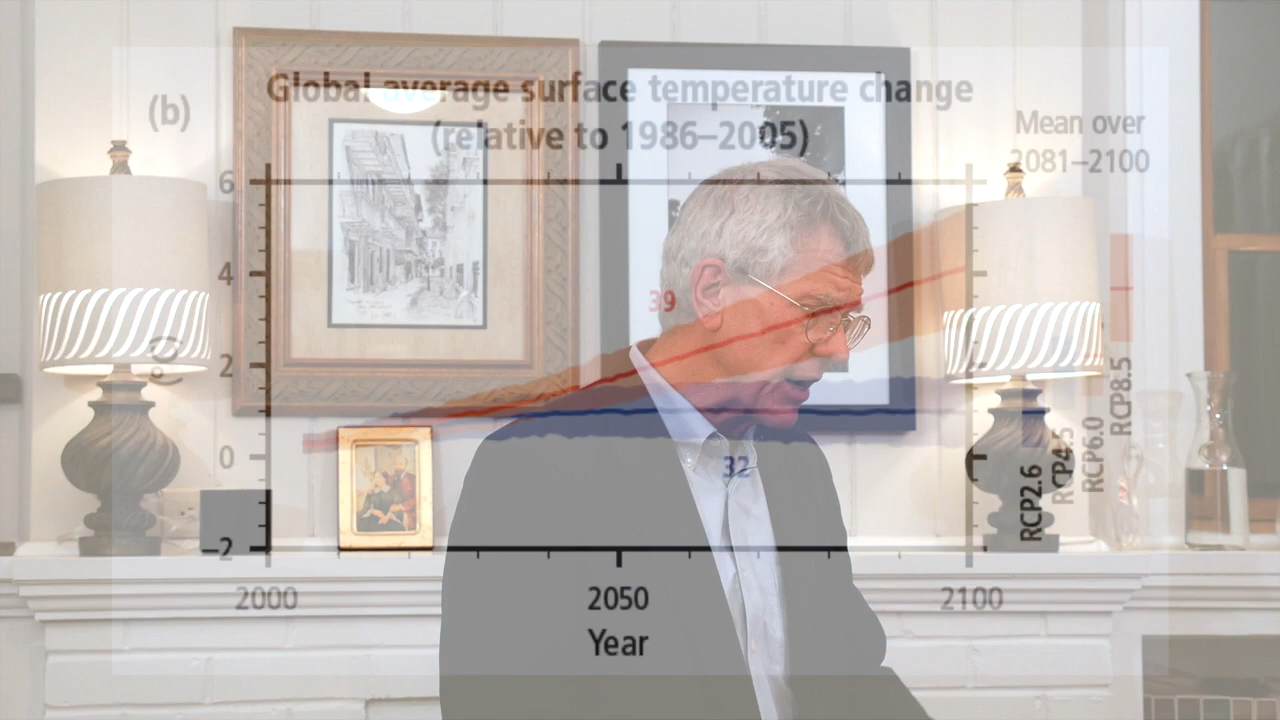 Global average surface temperature change
(b)
(relative to 1986–2005)
Mean over
2081–2100
6
4
39
2
(°C)
0
32
−2
RCP2.6
RCP4.5
RCP6.0
RCP8.5
2000
2050
2100
Year